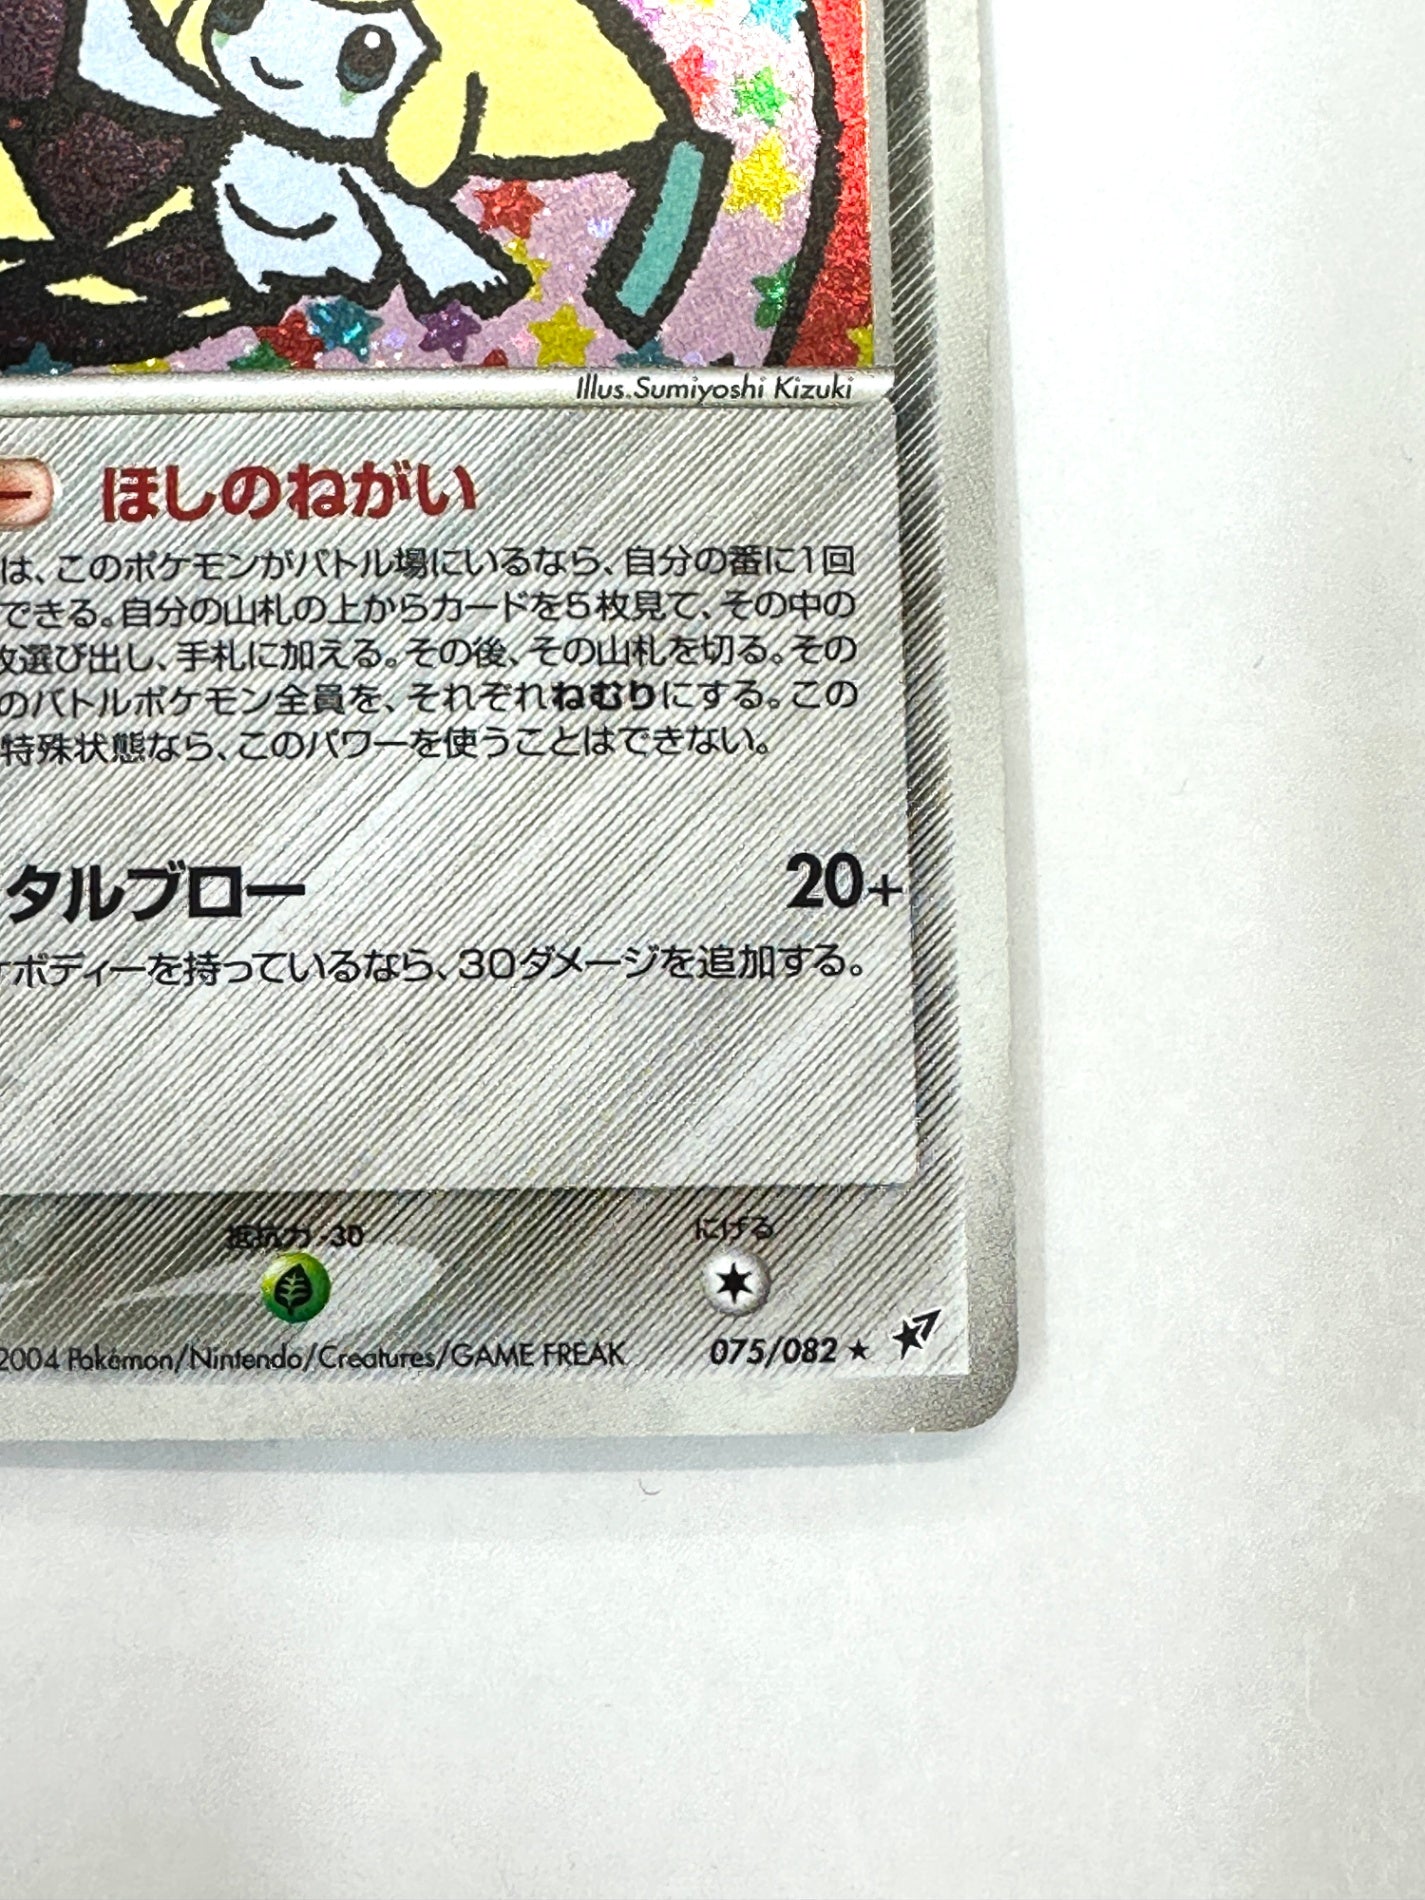 Illus.Sumiyoshi Kizuki
ー ほしのねがい
は、このポケモンがバトル場にいるなら、自分の番に1回
できる。自分の山札の上からカードを5枚見て、その中の
枚選び出し、手札に加える。その後、その山札を切る。その
のバトルポケモン全員を、それぞれねむりにする。この
特殊状態なら、このパワーを使うことはできない。
タルブロー 20+
ケボディーを持っているなら、30ダメージを追加する。
抵抗力 -30 にげる
2004 Pokémon/Nintendo/Creatures/GAME FREAK 075/082 ★